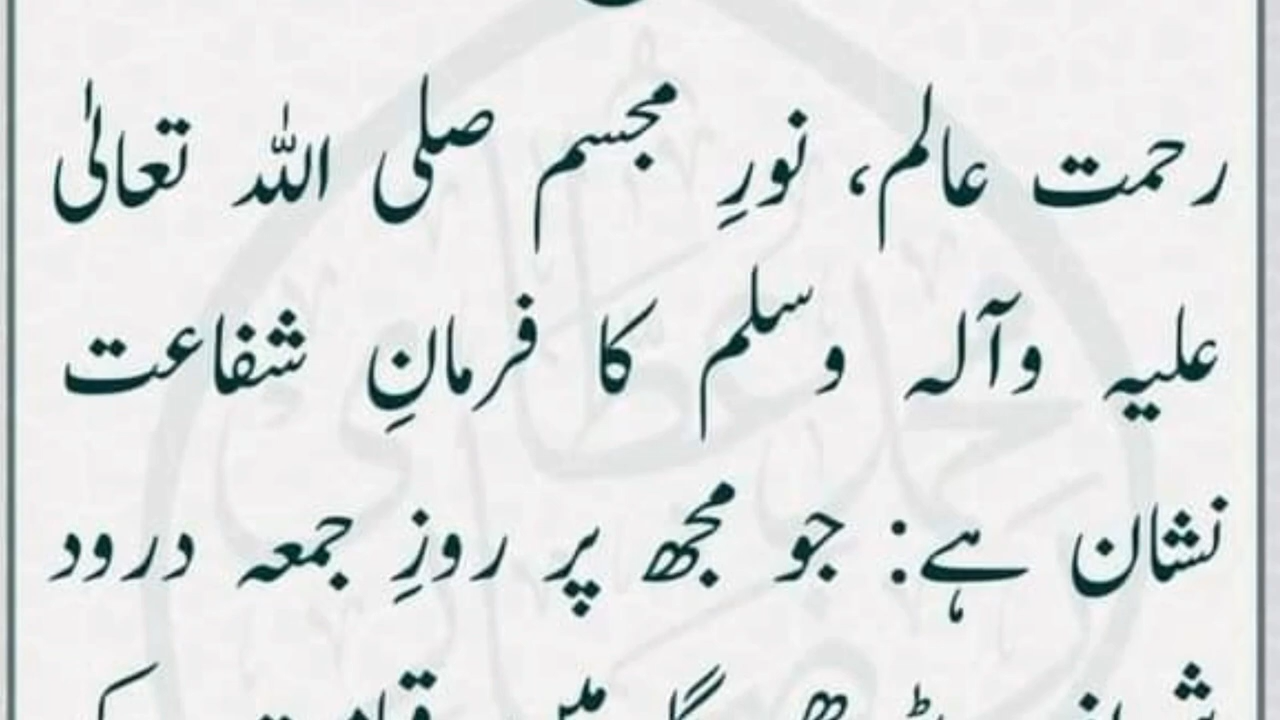 رحمت عالم، نورِ مجسم صلی اللہ تعالیٰ
علیہ وآلہ وسلم کا فرمانِ شفاعت
نشان ہے: جو مجھ پر روزِ جمعہ درود